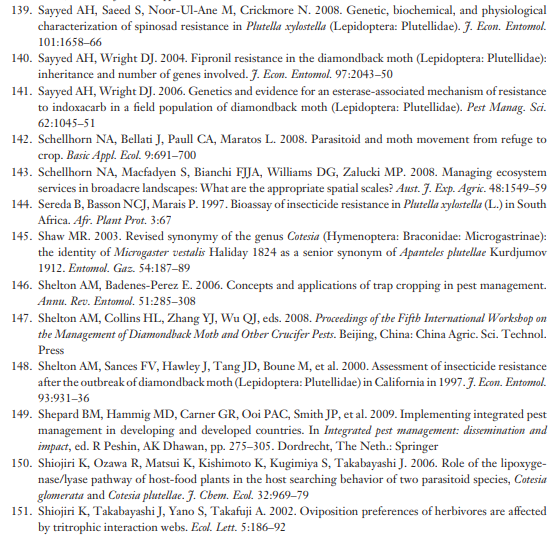 139. Sayyed AH, Saeed S, Noor-Ul-Ane M, Crickmore N. 2008. Genetic, biochemical, and physiological
characterization of spinosad resistance in Plutella xylostella (Lepidoptera: Plutellidae). J. Econ. Entomol.
101:1658–66
140. Sayyed AH, Wright DJ. 2004. Fipronil resistance in the diamondback moth (Lepidoptera: Plutellidae):
inheritance and number of genes involved. J. Econ. Entomol. 97:2043–50
141. Sayyed AH, Wright DJ. 2006. Genetics and evidence for an esterase-associated mechanism of resistance
to indoxacarb in a field population of diamondback moth (Lepidoptera: Plutellidae). Pest Manag. Sci.
62:1045–51
142. Schellhorn NA, Bellati J, Paull CA, Maratos L. 2008. Parasitoid and moth movement from refuge to
crop. Basic Appl. Ecol. 9:691–700
143. Schellhorn NA, Macfadyen S, Bianchi FJJA, Williams DG, Zalucki MP. 2008. Managing ecosystem
services in broadacre landscapes: What are the appropriate spatial scales? Aust. J. Exp. Agric. 48:1549–59
144. Sereda B, Basson NCJ, Marais P. 1997. Bioassay of insecticide resistance in Plutella xylostella (L.) in South
Africa. Afr. Plant Prot. 3:67
145. Shaw MR. 2003. Revised synonymy of the genus Cotesia (Hymenoptera: Braconidae: Microgastrinae):
the identity of Microgaster vestalis Haliday 1824 as a senior synonym of Apanteles plutellae Kurdjumov
1912. Entomol. Gaz. 54:187–89
146. Shelton AM, Badenes-Perez E. 2006. Concepts and applications of trap cropping in pest management.
Annu. Rev. Entomol. 51:285–308
147. Shelton AM, Collins HL, Zhang YJ, Wu QJ, eds. 2008. Proceedings of the Fifth International Workshop on
the Management of Diamondback Moth and Other Crucifer Pests. Beijing, China: China Agric. Sci. Technol.
Press
148. Shelton AM, Sances FV, Hawley J, Tang JD, Boune M, et al. 2000. Assessment of insecticide resistance
after the outbreak of diamondback moth (Lepidoptera: Plutellidae) in California in 1997. J. Econ. Entomol.
93:931–36
149. Shepard BM, Hammig MD, Carner GR, Ooi PAC, Smith JP, et al. 2009. Implementing integrated pest
management in developing and developed countries. In Integrated pest management: dissemination and
impact, ed. R Peshin, AK Dhawan, pp. 275–305. Dordrecht, The Neth.: Springer
150. Shiojiri K, Ozawa R, Matsui K, Kishimoto K, Kugimiya S, Takabayashi J. 2006. Role of the lipoxyge-
nase/lyase pathway of host-food plants in the host searching behavior of two parasitoid species, Cotesia
glomerata and Cotesia plutellae. J. Chem. Ecol. 32:969–79
151. Shiojiri K, Takabayashi J, Yano S, Takafuji A. 2002. Oviposition preferences of herbivores are affected
by tritrophic interaction webs. Ecol. Lett. 5:186–92